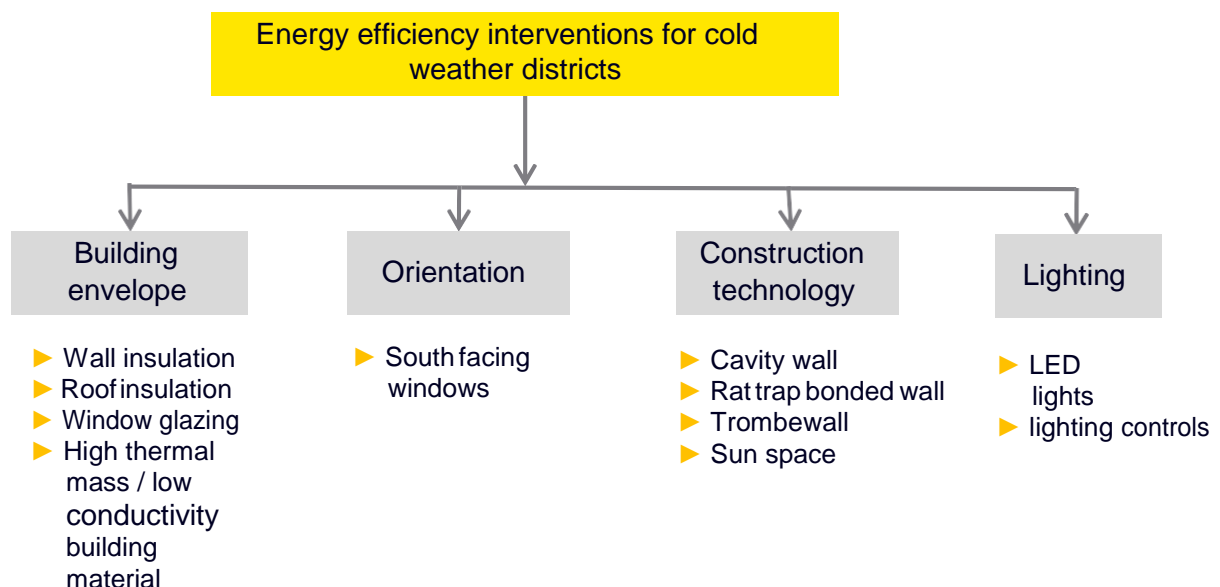 Energy efficiency interventions for cold
weather districts
Building
envelope
Orientation
Construction
technology
Lighting
Wall insulation
Roof insulation
Window glazing
High thermal
mass / low
conductivity
building
material
South facing
windows
Cavity wall
Rat trap bonded wall
Trombewall
Sun space
LED
lights
lighting controls